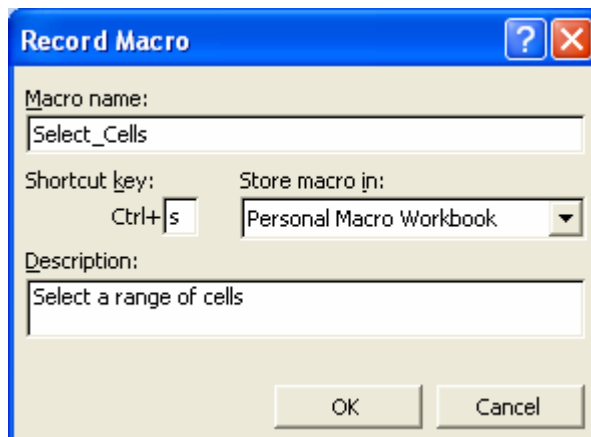 Record Macro
?
Macro name:
Select_Cells
Shortcut key:
Store macro in:
Ctrl+ s
Personal Macro Workbook
Description:
Select a range of cells
OK
Cancel